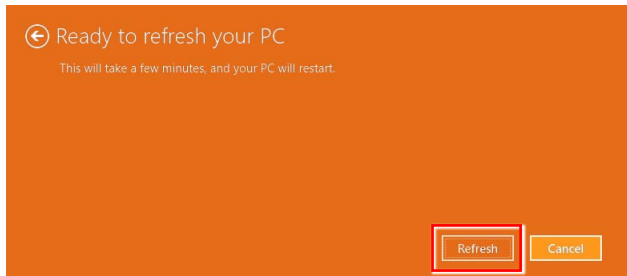 Ready to refresh your PC
This will take a few minutes, and your PC will restart.
Refresh
Cancel